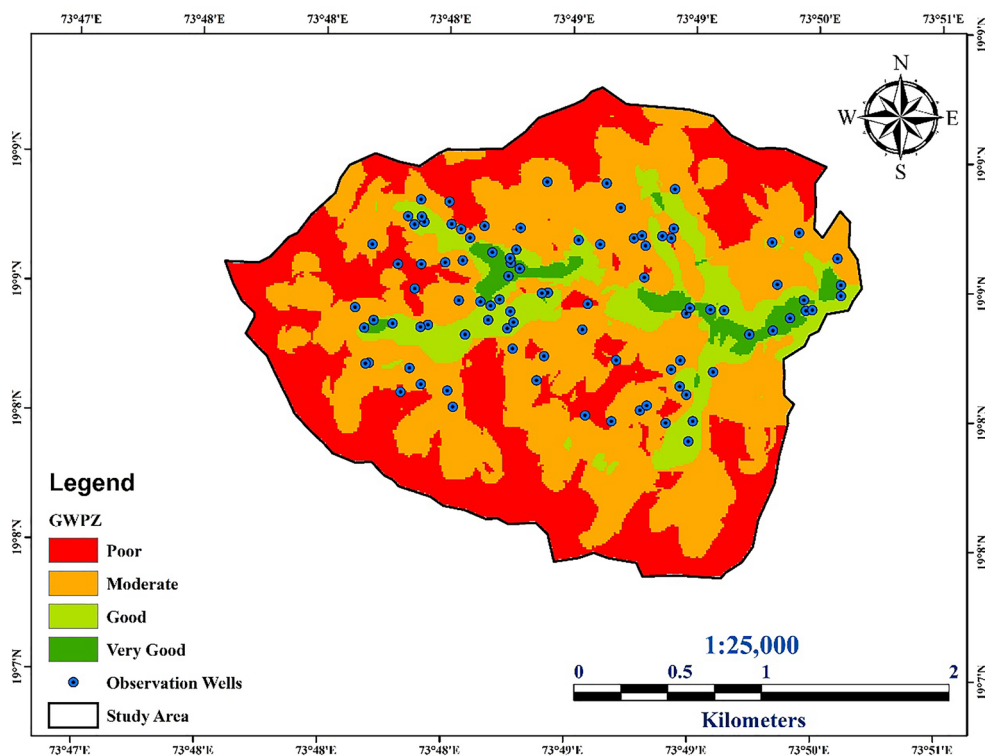 73°47'E 73°48'E 73°48'E 73°49'E 73°49'E 73°50'E 73°51'E
19°9'N
N
W E
S
19°9'N 19°9'N
19°9'N 19°9'N
19°8'N 19°8'N
19°8'N 19°8'N
19°7'N 19°7'N
Legend
GWPZ
Poor
Moderate
Good
Very Good
Observation Wells
Study Area
1:25,000
0 0.5 1 2
Kilometers
73°47'E 73°48'E 73°48'E 73°48'E 73°49'E 73°49'E 73°50'E 73°51'E